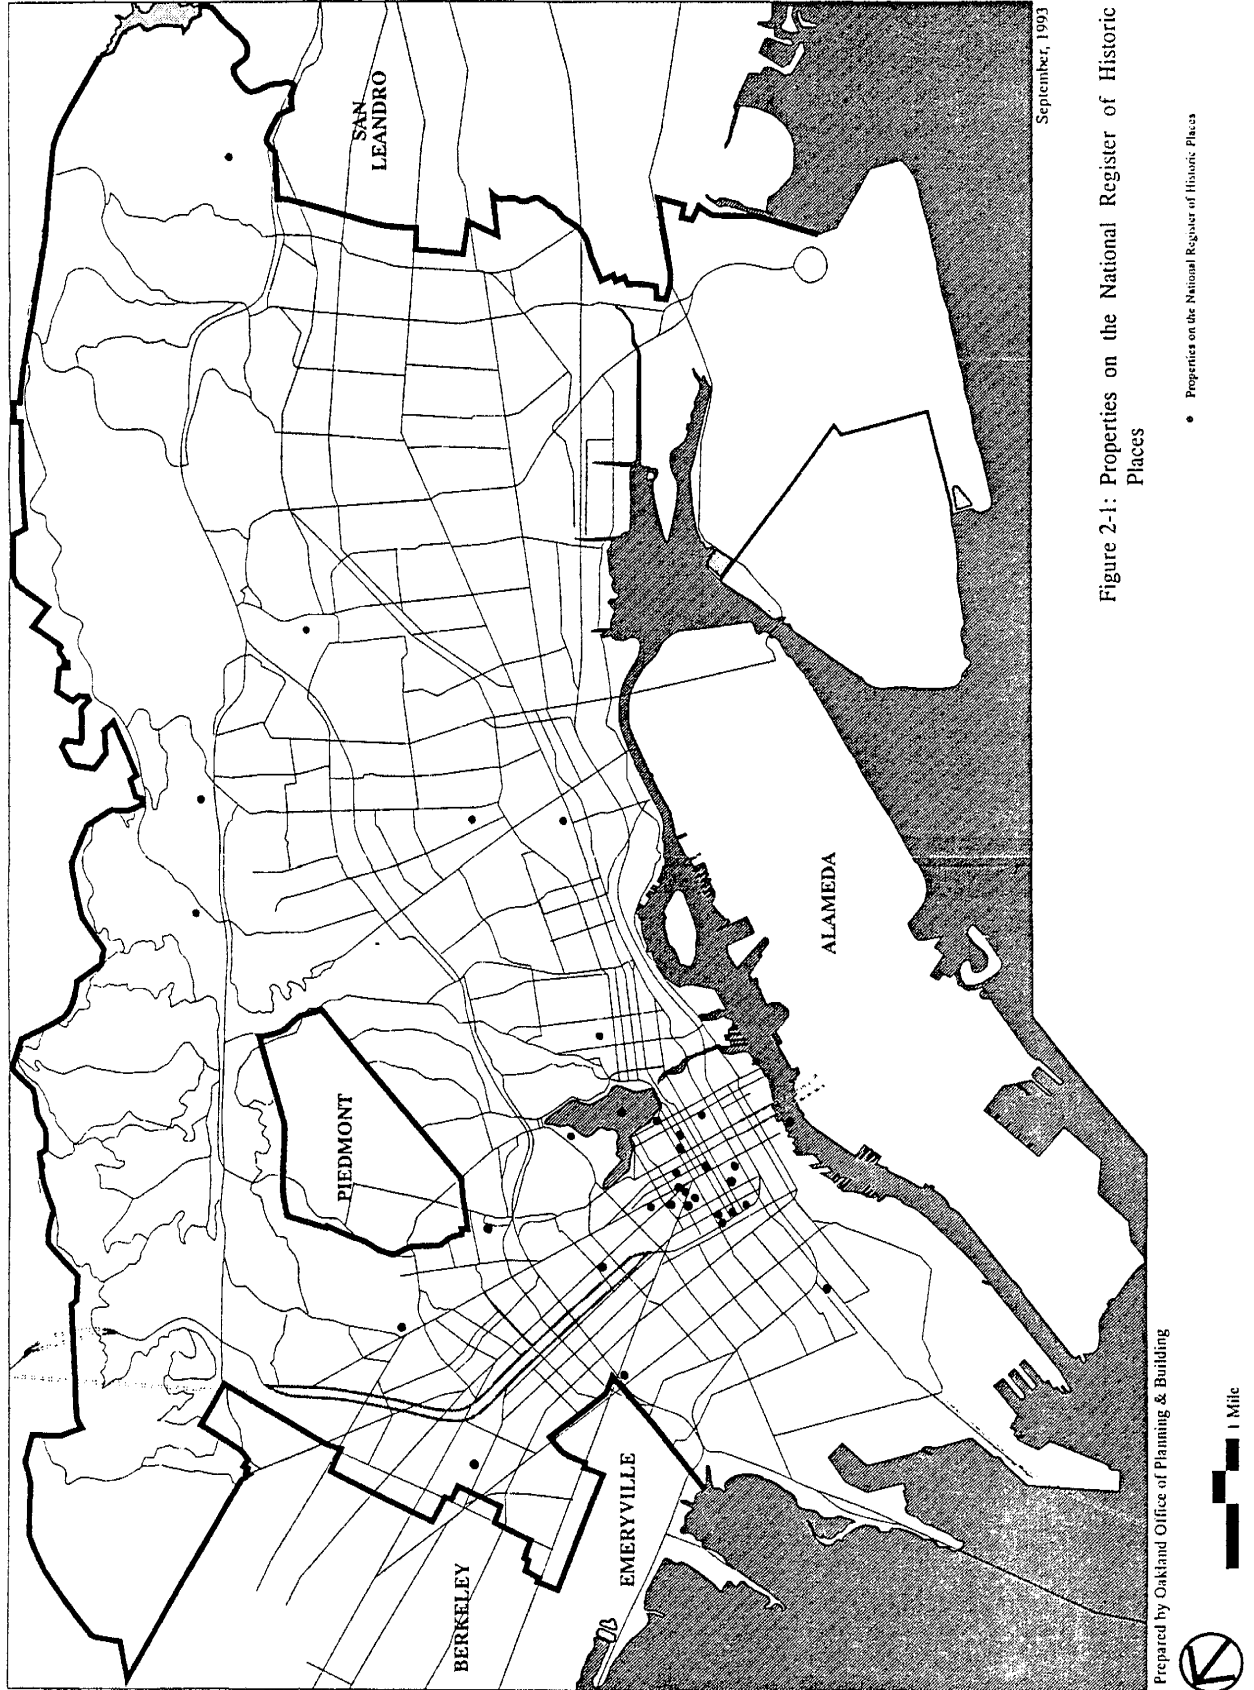 SAN
LEANDRO
PIEDMONT
ALAMEDA
BERKELEY
EMERYVILLE
September, 1993
Figure 2-1: Properties on the National Register of Historic
Places
• Properties on the National Register of Historic Places
Prepared by Oakland Office of Planning & Building
1 Mile